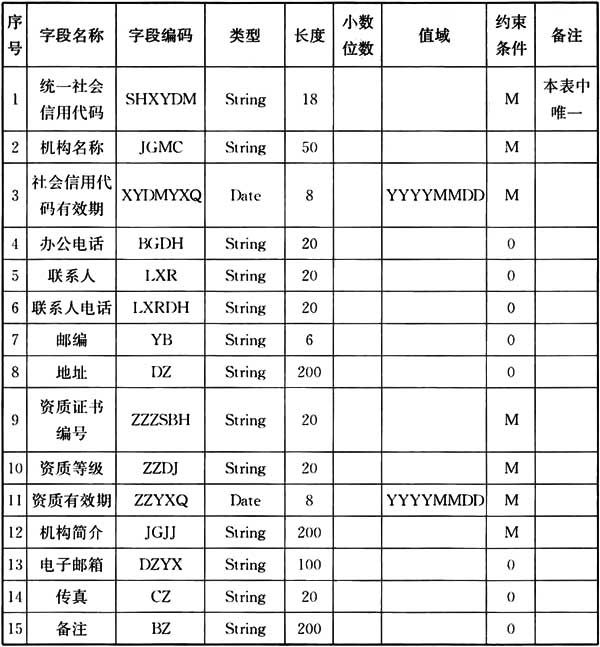 序号 字段名称 字段编码 类型 长度 小数位数 值域 约束条件 备注
1 统一社会信用代码 SHXYDM String 18 M 本表中唯一
2 机构名称 JGMC String 50 M
3 社会信用代码有效期 XYDMYXQ Date 8 YYYYMMDD M
4 办公电话 BGDH String 20 0
5 联系人 LXR String 20 0
6 联系人电话 LXRDH String 20 0
7 邮编 YB String 6 0
8 地址 DZ String 200 0
9 资质证书编号 ZZZSBH String 20 M
10 资质等级 ZZDJ String 20 M
11 资质有效期 ZZYXQ Date 8 YYYYMMDD M
12 机构简介 JGJJ String 200 M
13 电子邮箱 DZYX String 100 0
14 传真 CZ String 20 0
15 备注 BZ String 200 0